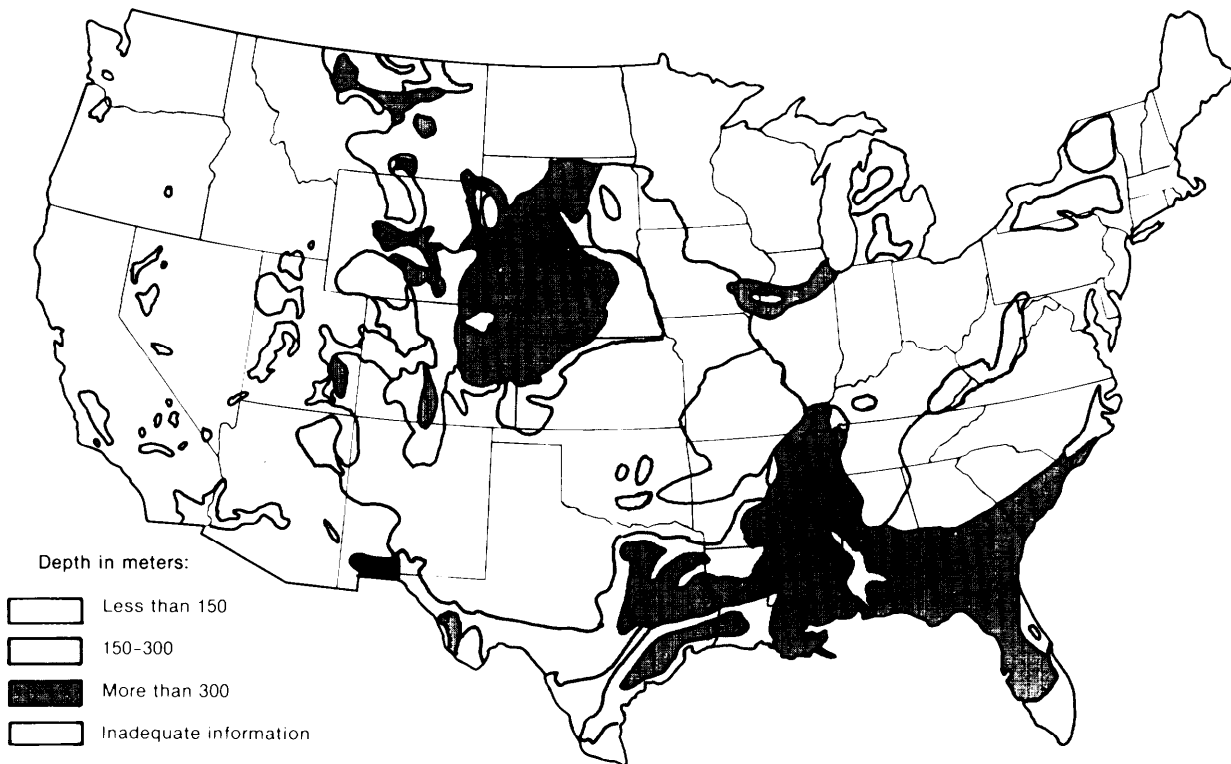 Depth in meters:
Less than 150
150-300
More than 300
Inadequate information